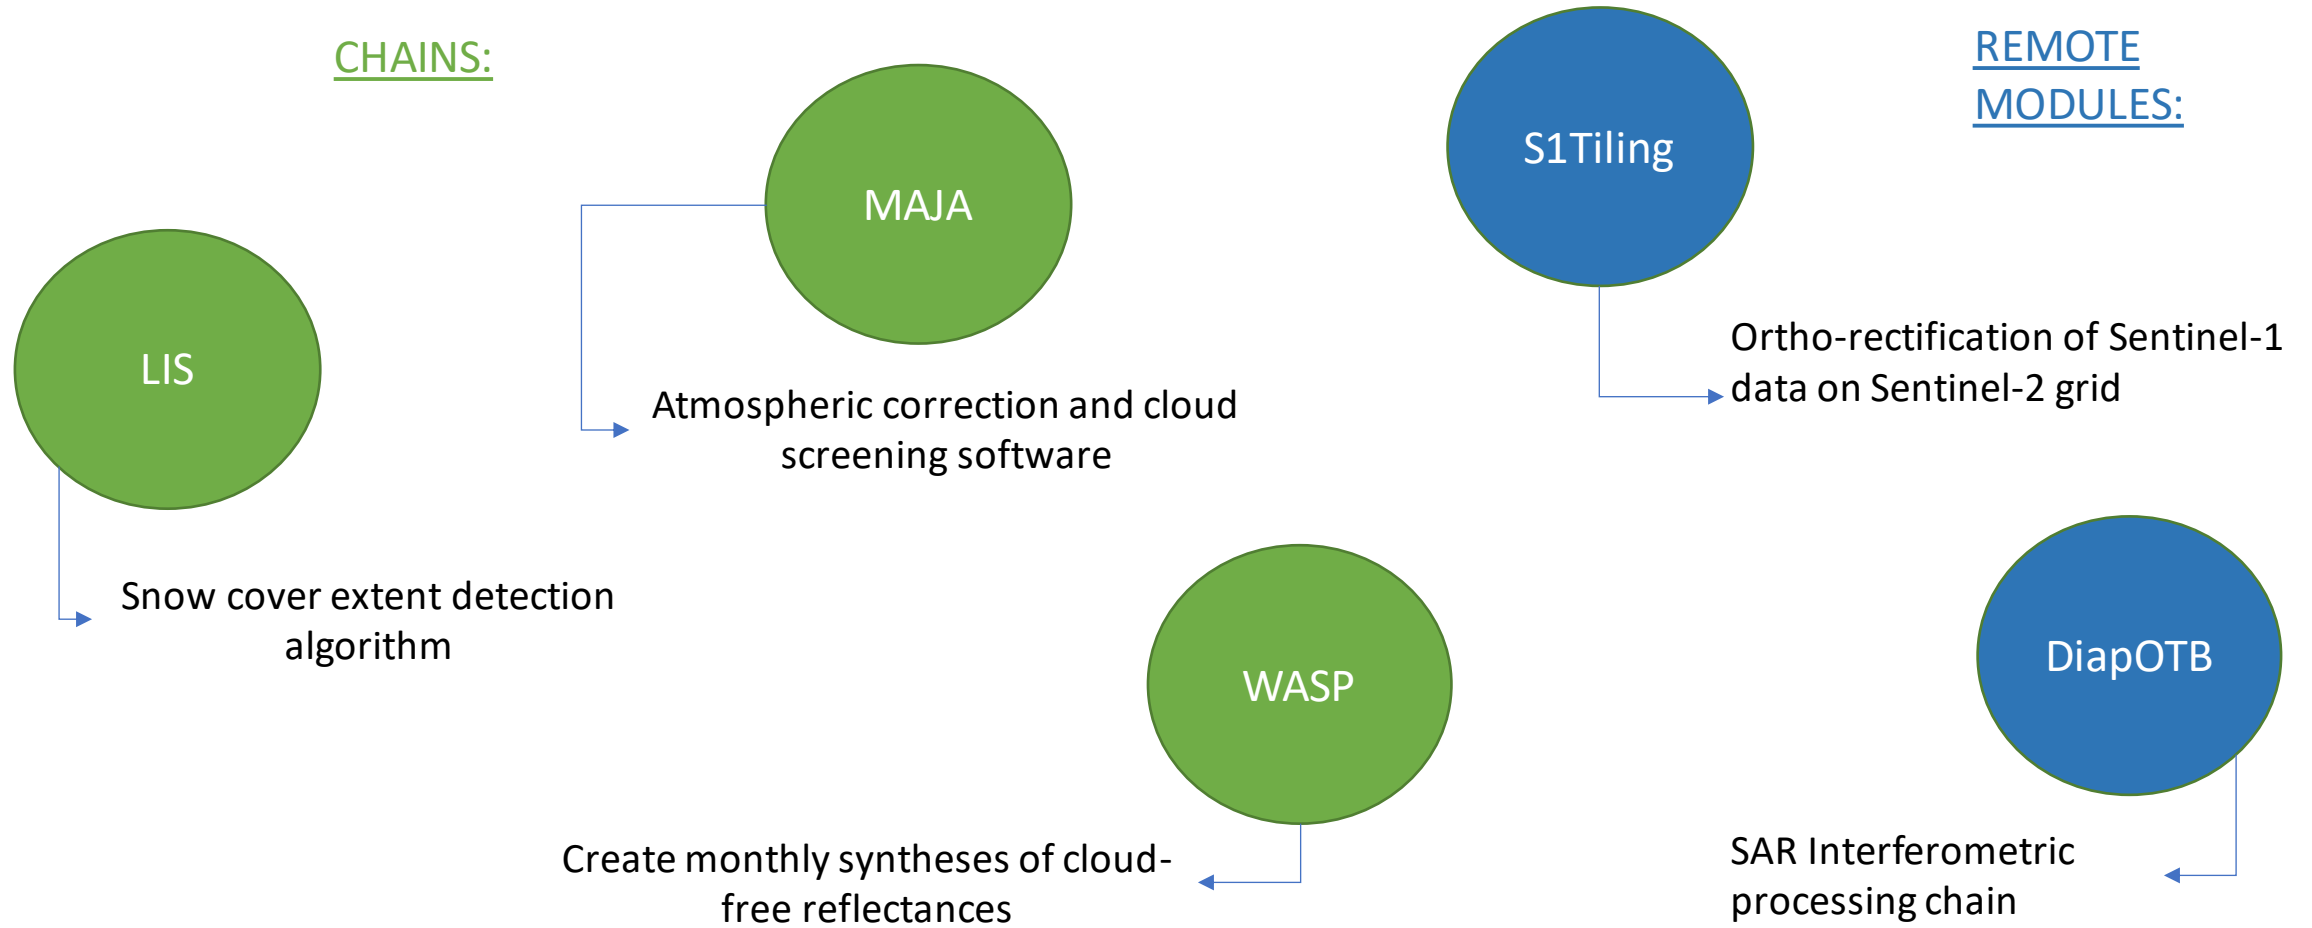 CHAINS:
MAJA
Atmospheric correction and cloud
screening software
LIS
Snow cover extent detection
algorithm
WASP
Create monthly syntheses of cloud-
free reflectances
REMOTE
MODULES:
S1Tiling
Ortho-rectification of Sentinel-1
data on Sentinel-2 grid
DiapOTB
SAR Interferometric
processing chain